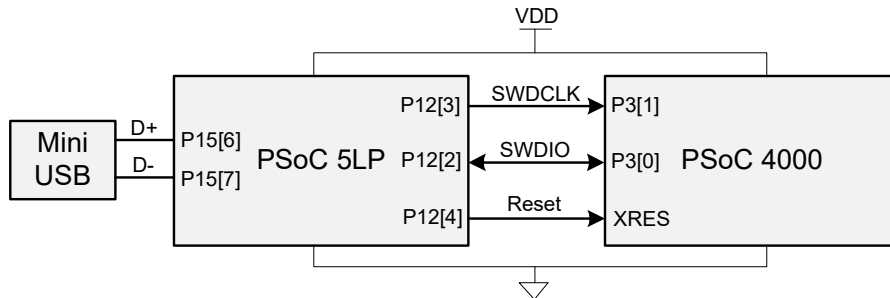 VDD
Mini
USB
D+
D-
P15[6]
P15[7]
PSoC 5LP
P12[3]
P12[2]
P12[4]
SWDCLK
SWDIO
Reset
P3[1]
P3[0]
XRES
PSoC 4000